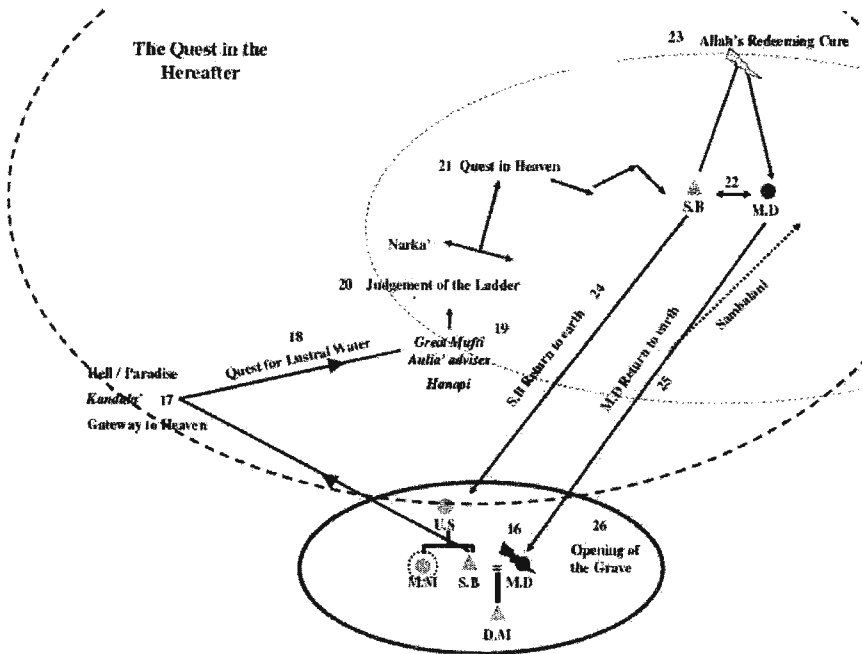 The Quest in the
Hereafter
23 Allah's Redeeming Cure
21 Quest in Heaven
22
S.B
M.D
Narka'
20 Judgement of the Ladder
Sambalani
24
S.B Return to earth
M.D Return to earth
25
18
Quest for Lustral Water
19
Great Mufti
Aulia' advises
Hanapi
Hell / Paradise
Kandula' 17
Gateway to Heaven
U.S
16
26
Opening of
the Grave
M.M
S.B
=
M.D
D.M